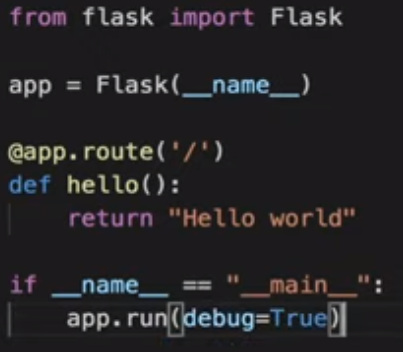 from flask import Flask
app = Flask(__name__)
@app.route('/')
def hello():
    return "Hello world"
if __name__ == "__main__":
    app.run(debug=True)